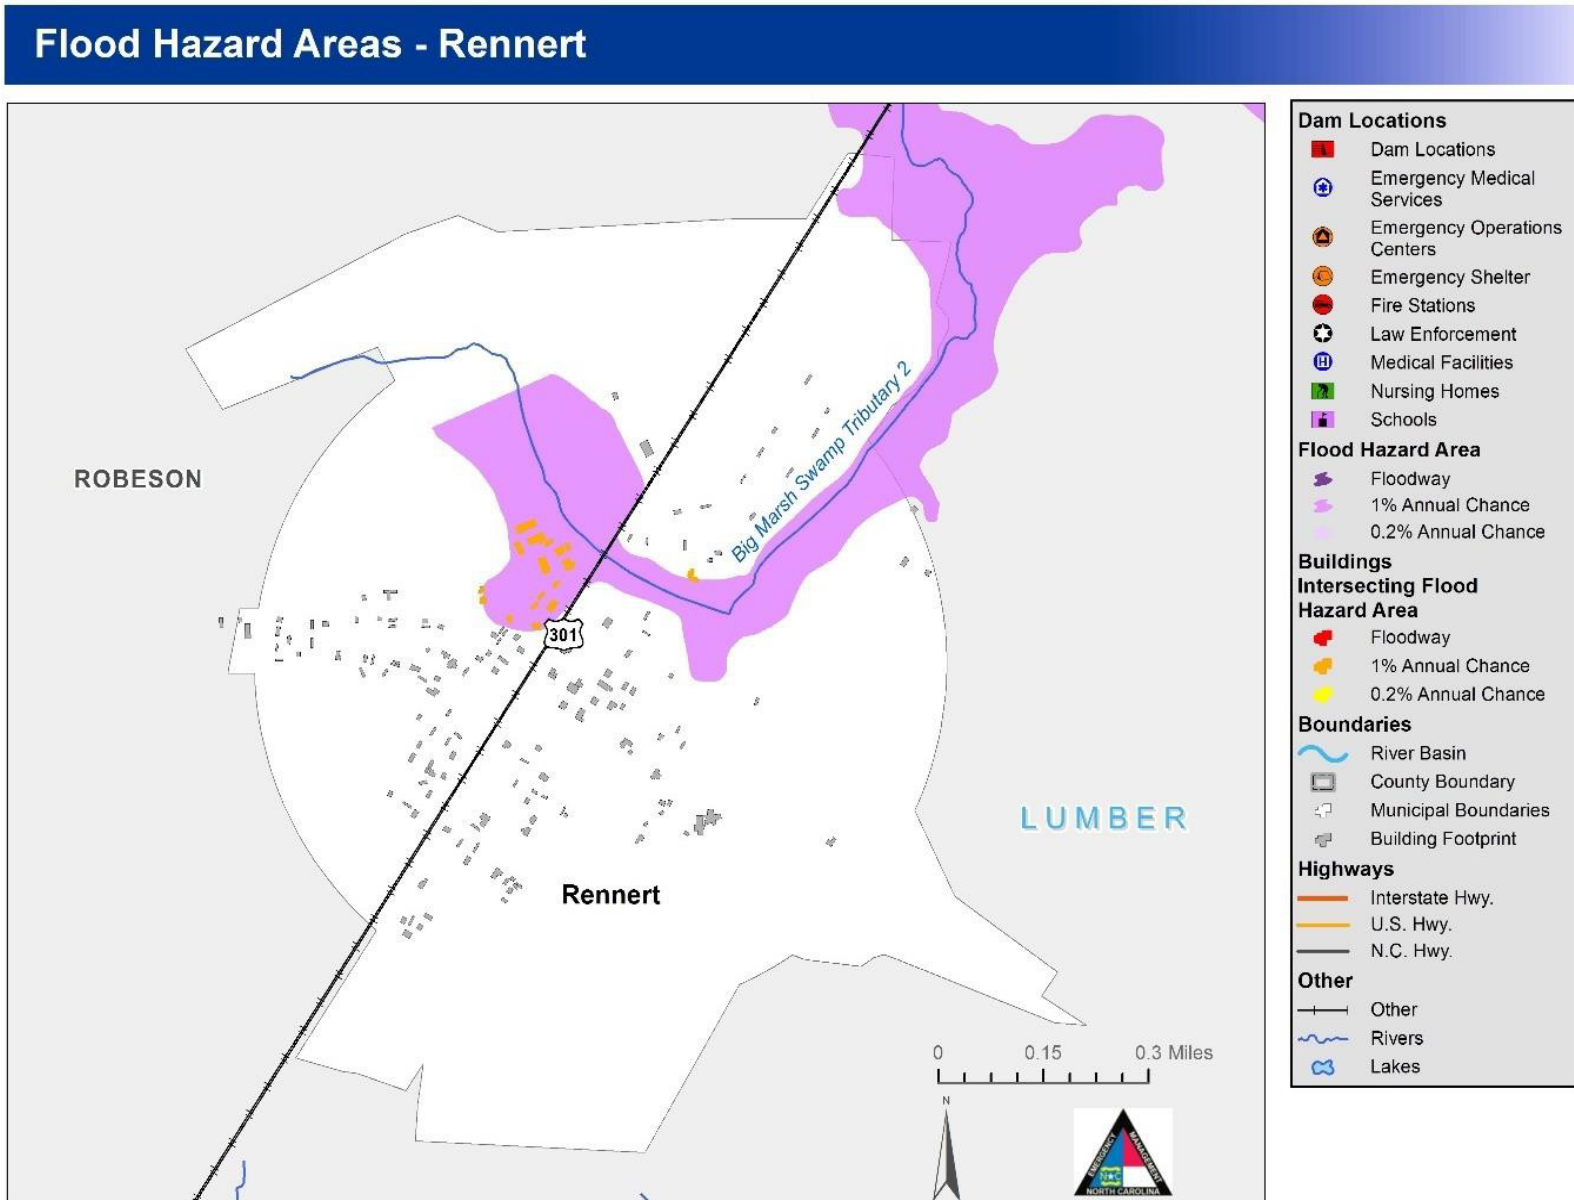 Flood Hazard Areas - Rennert
ROBESON
Big Marsh Swamp Tributary 2
301
LUMBER
Rennert
0 0.15 0.3 Miles
N
EMERGENCY
MANAGEMENT
NORTH CAROLINA
Dam Locations
Dam Locations
Emergency Medical
Services
Emergency Operations
Centers
Emergency Shelter
Fire Stations
Law Enforcement
H
Medical Facilities
Nursing Homes
Schools
Flood Hazard Area
Floodway
1% Annual Chance
0.2% Annual Chance
Buildings
Intersecting Flood
Hazard Area
Floodway
1% Annual Chance
0.2% Annual Chance
Boundaries
River Basin
County Boundary
Municipal Boundaries
Building Footprint
Highways
Interstate Hwy.
U.S. Hwy.
N.C. Hwy.
Other
Other
Rivers
Lakes